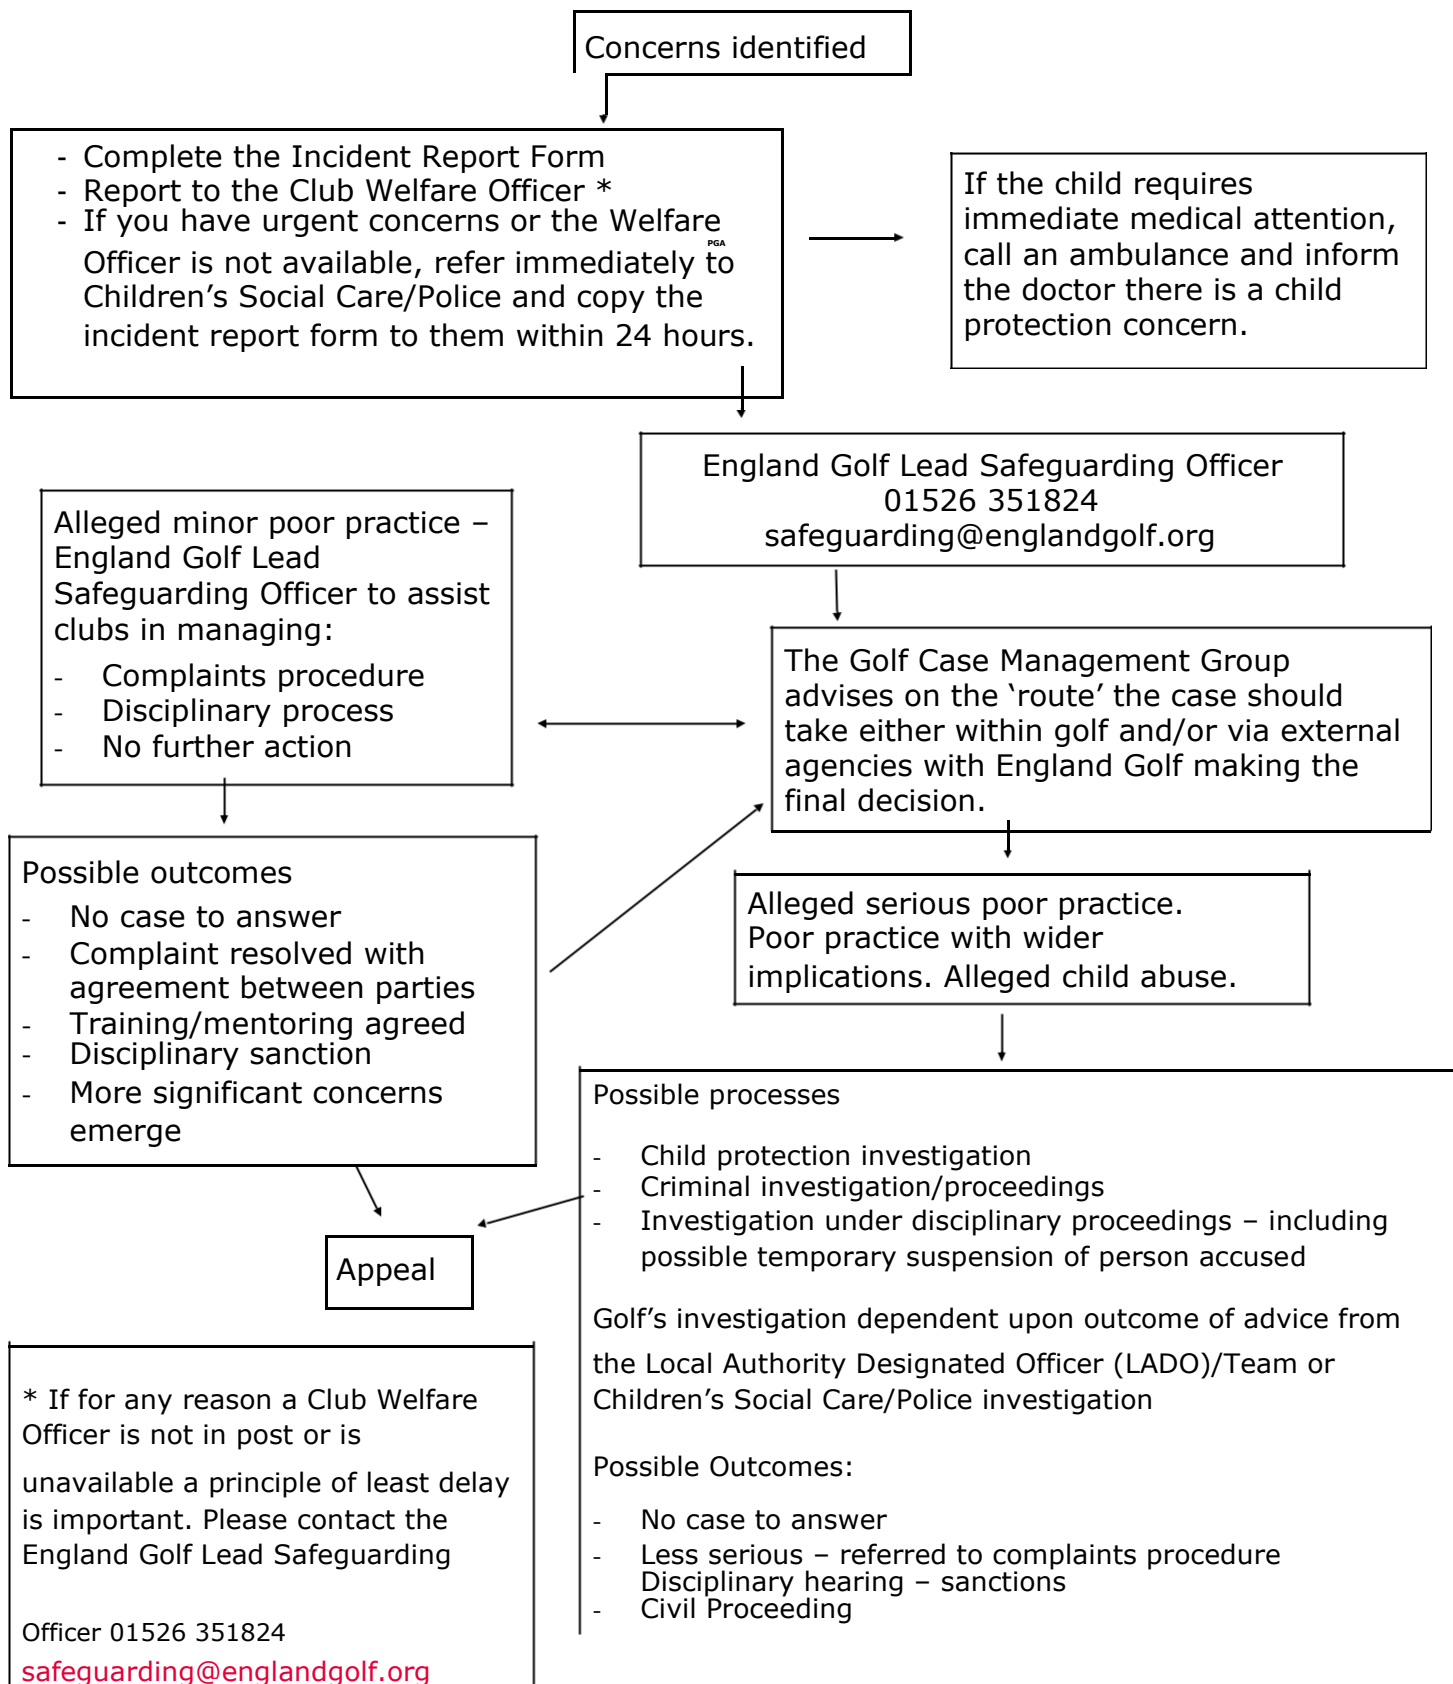 Concerns identified
- Complete the Incident Report Form
- Report to the Club Welfare Officer *
- If you have urgent concerns or the Welfare
PGA
Officer is not available, refer immediately to
Children’s Social Care/Police and copy the
incident report form to them within 24 hours.
If the child requires
immediate medical attention,
call an ambulance and inform
the doctor there is a child
protection concern.
England Golf Lead Safeguarding Officer
01526 351824
safeguarding@englandgolf.org
Alleged minor poor practice –
England Golf Lead
Safeguarding Officer to assist
clubs in managing:
- Complaints procedure
- Disciplinary process
- No further action
The Golf Case Management Group
advises on the ‘route’ the case should
take either within golf and/or via external
agencies with England Golf making the
final decision.
Possible outcomes
- No case to answer
- Complaint resolved with
agreement between parties
- Training/mentoring agreed
- Disciplinary sanction
- More significant concerns
emerge
Alleged serious poor practice.
Poor practice with wider
implications. Alleged child abuse.
Possible processes
- Child protection investigation
- Criminal investigation/proceedings
- Investigation under disciplinary proceedings – including
possible temporary suspension of person accused
Golf’s investigation dependent upon outcome of advice from
the Local Authority Designated Officer (LADO)/Team or
Children’s Social Care/Police investigation
Possible Outcomes:
- No case to answer
- Less serious – referred to complaints procedure
Disciplinary hearing – sanctions
- Civil Proceeding
Appeal
* If for any reason a Club Welfare
Officer is not in post or is
unavailable a principle of least delay
is important. Please contact the
England Golf Lead Safeguarding
Officer 01526 351824
safeguarding@englandgolf.org